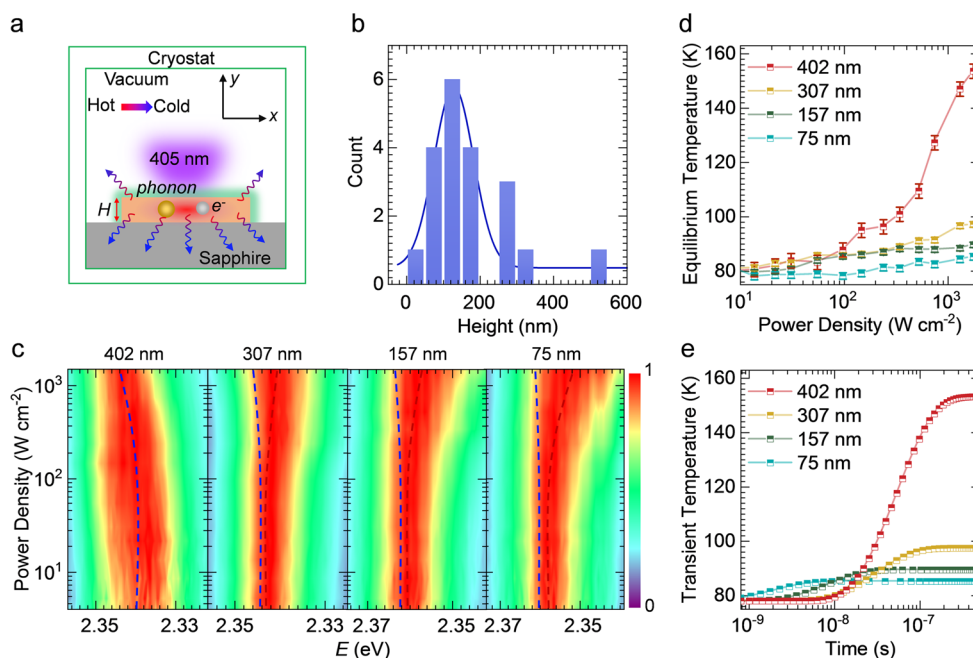 a
Cryostat
Vacuum
Hot Cold
y
x
405 nm
phonon
H
e-
Sapphire
b
Count
6
4
2
0
0 200 400 600
Height (nm)
c
402 nm 307 nm 157 nm 75 nm
Power Density (W cm-2)
10³
10²
10¹
2.35 2.33 2.35 2.33 2.37 2.35 2.37 2.35
E (eV)
1
0
d
Equilibrium Temperature (K)
160
140
120
100
80
402 nm
307 nm
157 nm
75 nm
10¹ 10² 10³
Power Density (W cm-2)
e
Transient Temperature (K)
160
140
120
100
80
402 nm
307 nm
157 nm
75 nm
10-9 10-8 10-7
Time (s)